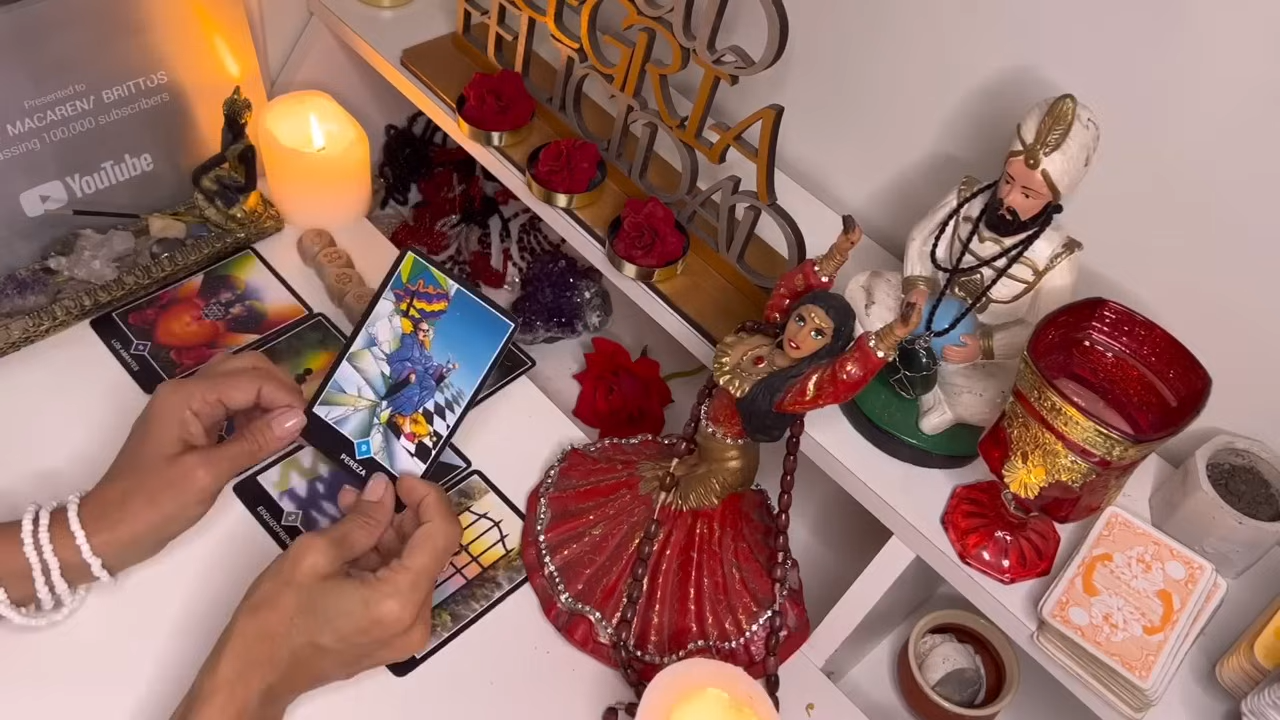 Presented to
MACARENA BRITTOS
passing 100,000 subscribers
YouTube
ALEGRIA
FELICIDAD
LOS AMANTES
PEREZA
ESQUIZOFRENIA